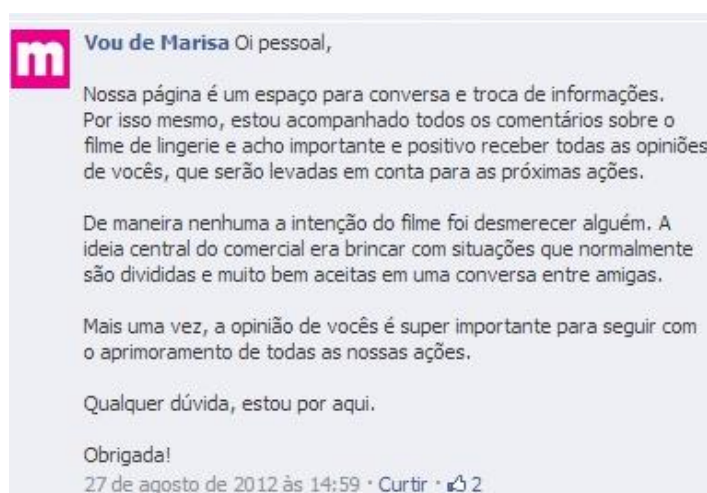 m
Vou de Marisa Oi pessoal,
Nossa página é um espaço para conversa e troca de informações.
Por isso mesmo, estou acompanhado todos os comentários sobre o
filme de lingerie e acho importante e positivo receber todas as opiniões
de vocês, que serão levadas em conta para as próximas ações.
De maneira nenhuma a intenção do filme foi desmerecer alguém. A
ideia central do comercial era brincar com situações que normalmente
são divididas e muito bem aceitas em uma conversa entre amigas.
Mais uma vez, a opinião de vocês é super importante para seguir com
o aprimoramento de todas as nossas ações.
Qualquer dúvida, estou por aqui.
Obrigada!
27 de agosto de 2012 às 14:59 · Curtir · 2